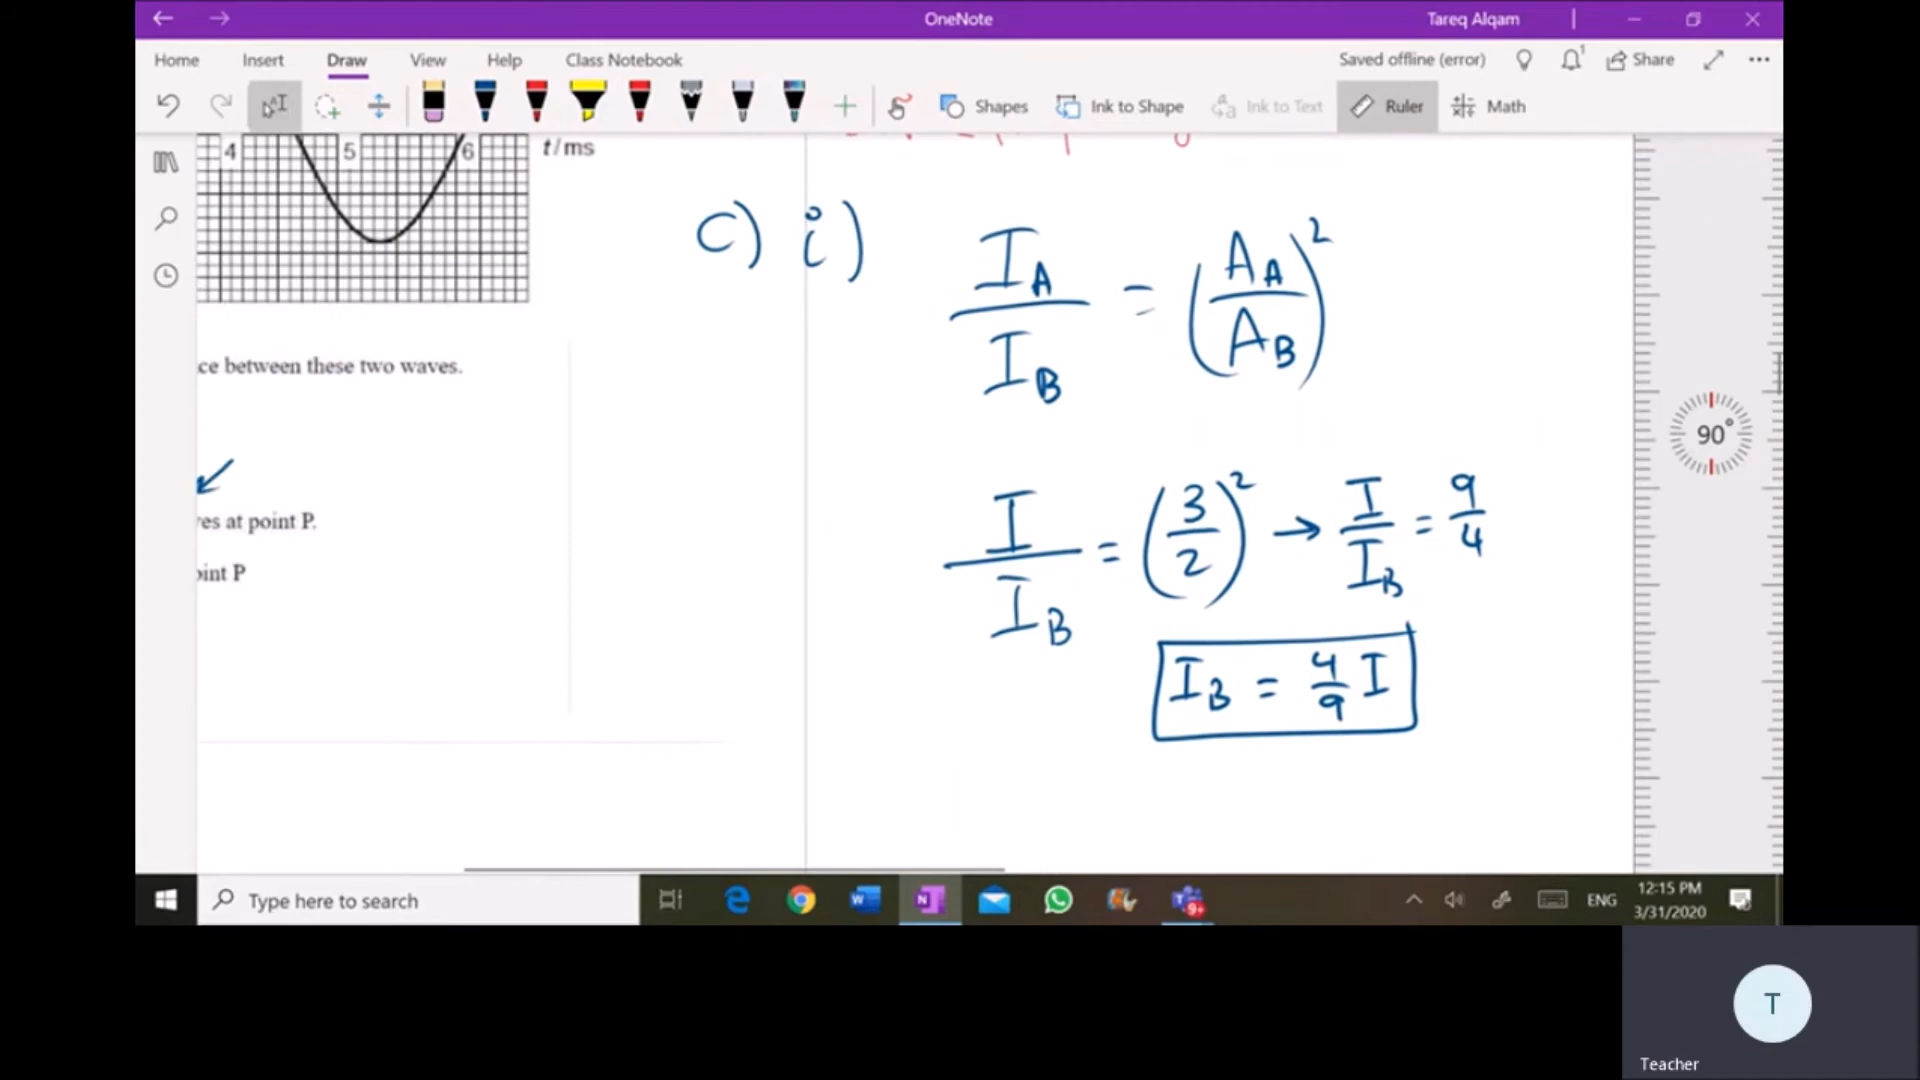 OneNote
Tareq Alqam
Home Insert Draw View Help Class Notebook
Saved offline (error) 1 Share
Shapes Ink to Shape Ink to Text Ruler Math
4 5 6 t/ms
c) i) I_A / I_B = (A_A / A_B)^2
ce between these two waves.
90°
I / I_B = (3/2)^2 → I / I_B = 9/4
es at point P.
oint P
I_B = 4/9 I
Type here to search
9+
ENG
12:15 PM
3/31/2020
T
Teacher